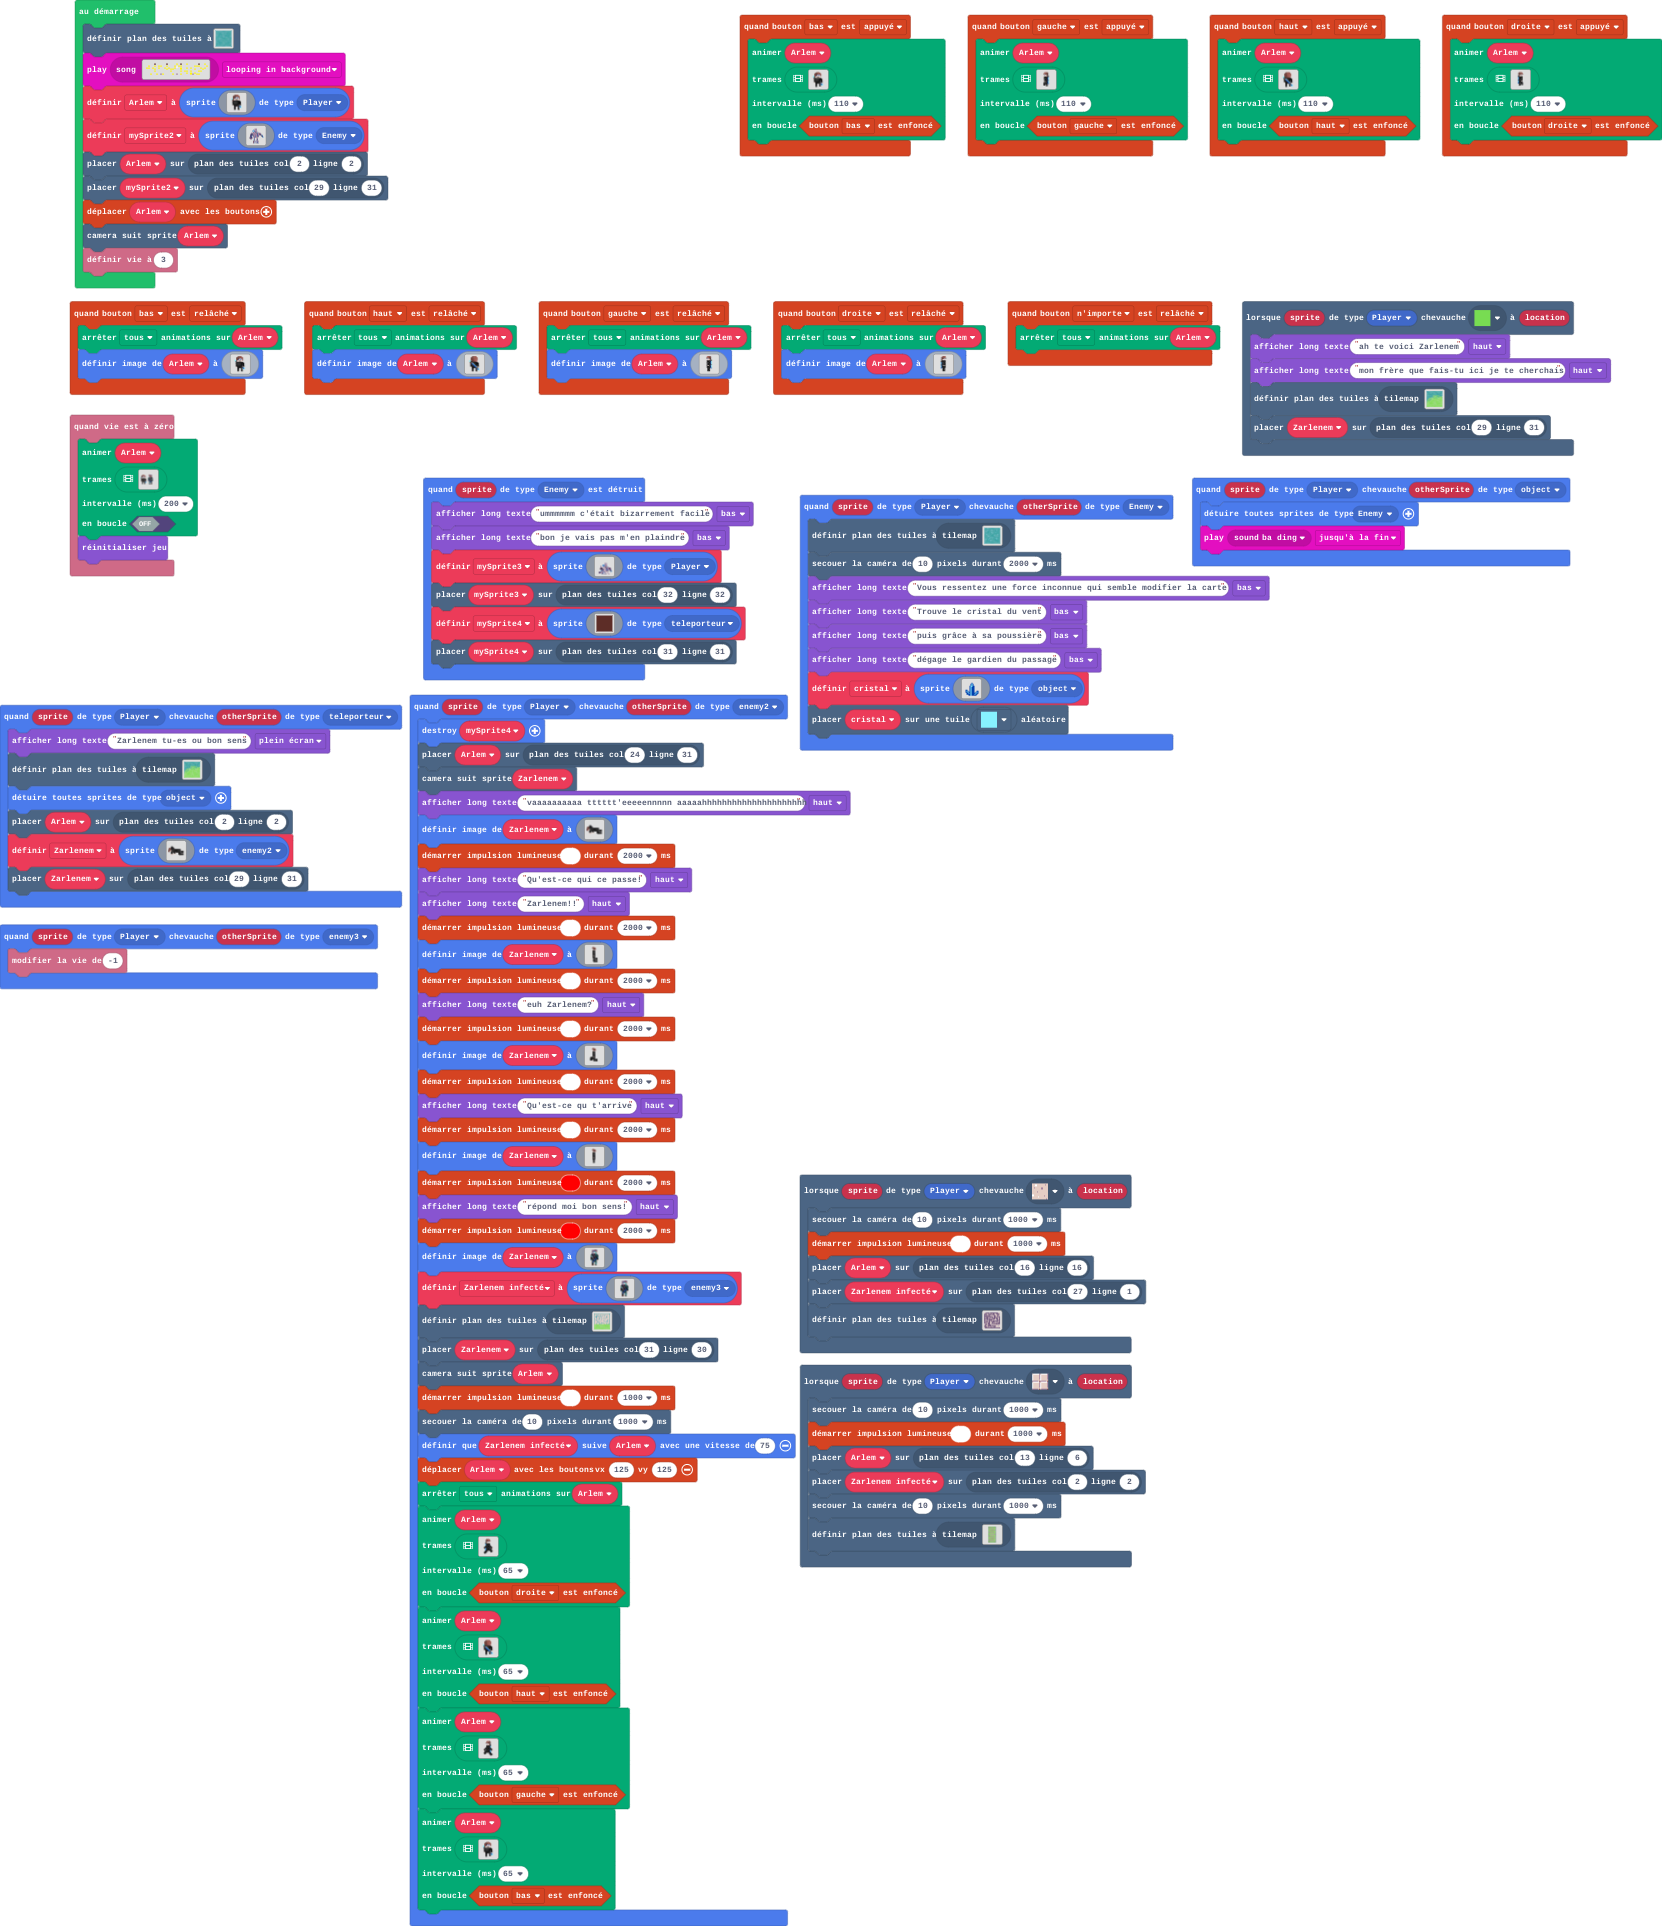 au démarrage
définir plan des tuiles à
play song looping in background
définir Arlem à sprite de type Player
définir mySprite2 à sprite de type Enemy
placer Arlem sur plan des tuiles col 2 ligne 2
placer mySprite2 sur plan des tuiles col 29 ligne 31
déplacer Arlem avec les boutons
camera suit sprite Arlem
définir vie à 3
quand bouton bas est appuyé
animer Arlem
trames
intervalle (ms) 110
en boucle bouton bas est enfoncé
quand bouton gauche est appuyé
animer Arlem
trames
intervalle (ms) 110
en boucle bouton gauche est enfoncé
quand bouton haut est appuyé
animer Arlem
trames
intervalle (ms) 110
en boucle bouton haut est enfoncé
quand bouton droite est appuyé
animer Arlem
trames
intervalle (ms) 110
en boucle bouton droite est enfoncé
quand bouton bas est relâché
arrêter tous animations sur Arlem
définir image de Arlem à
quand bouton haut est relâché
arrêter tous animations sur Arlem
définir image de Arlem à
quand bouton gauche est relâché
arrêter tous animations sur Arlem
définir image de Arlem à
quand bouton droite est relâché
arrêter tous animations sur Arlem
définir image de Arlem à
quand bouton n'importe est relâché
arrêter tous animations sur Arlem
lorsque sprite de type Player chevauche à location
afficher long texte "ah te voici Zarlenem" haut
afficher long texte "mon frère que fais-tu ici je te cherchais" haut
définir plan des tuiles à tilemap
placer Zarlenem sur plan des tuiles col 29 ligne 31
quand vie est à zéro
animer Arlem
trames
intervalle (ms) 200
en boucle OFF
réinitialiser jeu
quand sprite de type Enemy est détruit
afficher long texte "ummmmmm c'était bizarrement facile" bas
afficher long texte "bon je vais pas m'en plaindre" bas
définir mySprite3 à sprite de type Player
placer mySprite3 sur plan des tuiles col 32 ligne 32
définir mySprite4 à sprite de type teleporteur
placer mySprite4 sur plan des tuiles col 31 ligne 31
quand sprite de type Player chevauche otherSprite de type Enemy
définir plan des tuiles à tilemap
secouer la caméra de 10 pixels durant 2000 ms
afficher long texte "Vous ressentez une force inconnue qui semble modifier la carte" bas
afficher long texte "Trouve le cristal du vent" bas
afficher long texte "puis grâce à sa poussière" bas
afficher long texte "dégage le gardien du passage" bas
définir cristal à sprite de type object
placer cristal sur une tuile aléatoire
quand sprite de type Player chevauche otherSprite de type object
détuire toutes sprites de type Enemy
play sound ba ding jusqu'à la fin
quand sprite de type Player chevauche otherSprite de type teleporteur
afficher long texte "Zarlenem tu-es ou bon sens" plein écran
définir plan des tuiles à tilemap
détuire toutes sprites de type object
placer Arlem sur plan des tuiles col 2 ligne 2
définir Zarlenem à sprite de type enemy2
placer Zarlenem sur plan des tuiles col 29 ligne 31
quand sprite de type Player chevauche otherSprite de type enemy3
modifier la vie de -1
quand sprite de type Player chevauche otherSprite de type enemy2
destroy mySprite4
placer Arlem sur plan des tuiles col 24 ligne 31
camera suit sprite Zarlenem
afficher long texte haut
définir image de Zarlenem à
démarrer impulsion lumineuse durant 2000 ms
afficher long texte "Qu'est-ce qui ce passe!" haut
afficher long texte "Zarlenem!!" haut
démarrer impulsion lumineuse durant 2000 ms
définir image de Zarlenem à
démarrer impulsion lumineuse durant 2000 ms
afficher long texte "euh Zarlenem?" haut
démarrer impulsion lumineuse durant 2000 ms
définir image de Zarlenem à
démarrer impulsion lumineuse durant 2000 ms
afficher long texte "Qu'est-ce qu t'arrive" haut
démarrer impulsion lumineuse durant 2000 ms
définir image de Zarlenem à
démarrer impulsion lumineuse durant 2000 ms
afficher long texte " répond moi bon sens!" haut
démarrer impulsion lumineuse durant 2000 ms
définir image de Zarlenem à
définir Zarlenem infecté à sprite de type enemy3
définir plan des tuiles à tilemap
placer Zarlenem sur plan des tuiles col 31 ligne 30
camera suit sprite Arlem
démarrer impulsion lumineuse durant 1000 ms
secouer la caméra de 10 pixels durant 1000 ms
définir que Zarlenem infecté suive Arlem avec une vitesse de 75
déplacer Arlem avec les boutons vx 125 vy 125
arrêter tous animations sur Arlem
animer Arlem
trames
intervalle (ms) 65
en boucle bouton droite est enfoncé
animer Arlem
trames
intervalle (ms) 65
en boucle bouton haut est enfoncé
animer Arlem
trames
intervalle (ms) 65
en boucle bouton gauche est enfoncé
animer Arlem
trames
intervalle (ms) 65
en boucle bouton bas est enfoncé
lorsque sprite de type Player chevauche à location
secouer la caméra de 10 pixels durant 1000 ms
démarrer impulsion lumineuse durant 1000 ms
placer Arlem sur plan des tuiles col 16 ligne 16
placer Zarlenem infecté sur plan des tuiles col 27 ligne 1
définir plan des tuiles à tilemap
lorsque sprite de type Player chevauche à location
secouer la caméra de 10 pixels durant 1000 ms
démarrer impulsion lumineuse durant 1000 ms
placer Arlem sur plan des tuiles col 13 ligne 6
placer Zarlenem infecté sur plan des tuiles col 2 ligne 2
secouer la caméra de 10 pixels durant 1000 ms
définir plan des tuiles à tilemap